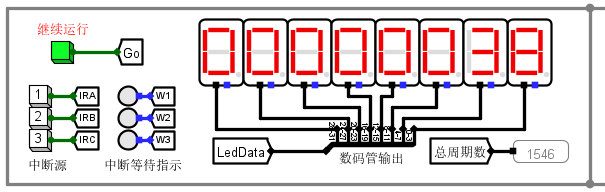 继续运行
Go
00000038
1 IRA W1
2 IRB W2
3 IRC W3
中断源 中断等待指示
LedData 数码管输出 总周期数 1546